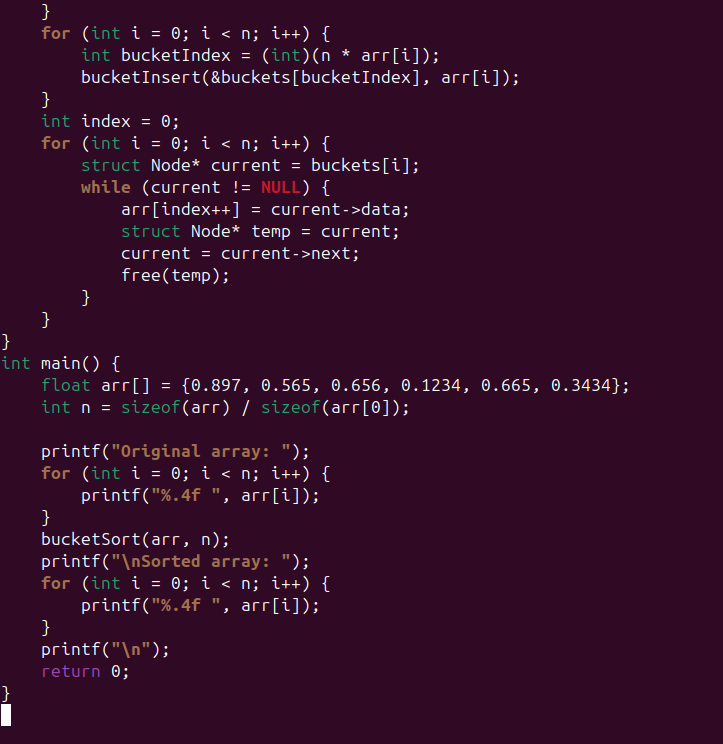 }
    for (int i = 0; i < n; i++) {
        int bucketIndex = (int)(n * arr[i]);
        bucketInsert(&buckets[bucketIndex], arr[i]);
    }
    int index = 0;
    for (int i = 0; i < n; i++) {
        struct Node* current = buckets[i];
        while (current != NULL) {
            arr[index++] = current->data;
            struct Node* temp = current;
            current = current->next;
            free(temp);
        }
    }
}
int main() {
    float arr[] = {0.897, 0.565, 0.656, 0.1234, 0.665, 0.3434};
    int n = sizeof(arr) / sizeof(arr[0]);

    printf("Original array: ");
    for (int i = 0; i < n; i++) {
        printf("%.4f ", arr[i]);
    }
    bucketSort(arr, n);
    printf("\nSorted array: ");
    for (int i = 0; i < n; i++) {
        printf("%.4f ", arr[i]);
    }
    printf("\n");
    return 0;
}